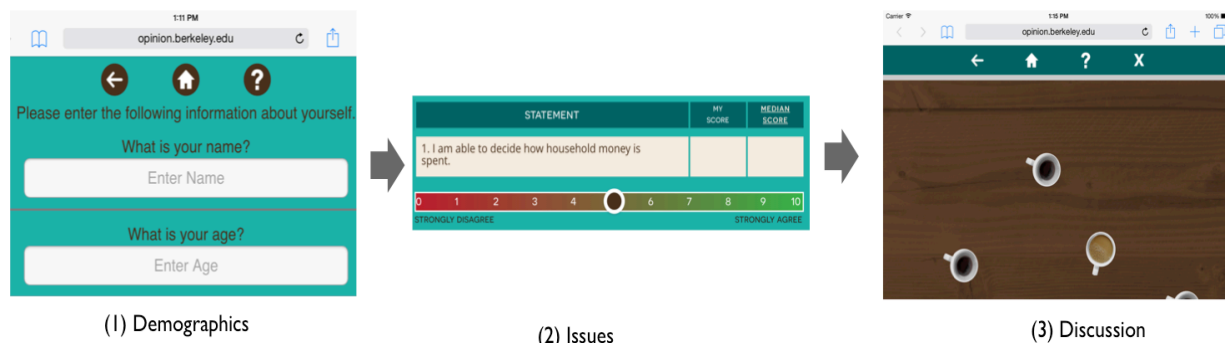 1:11 PM
opinion.berkeley.edu
?
Please enter the following information about yourself.
What is your name?
Enter Name
What is your age?
Enter Age
(1) Demographics
STATEMENT
MY SCORE
MEDIAN SCORE
1. I am able to decide how household money is
spent.
0 1 2 3 4 6 7 8 9 10
STRONGLY DISAGREE STRONGLY AGREE
(2) Issues
Carrier 1:15 PM 100%
opinion.berkeley.edu
? X
(3) Discussion